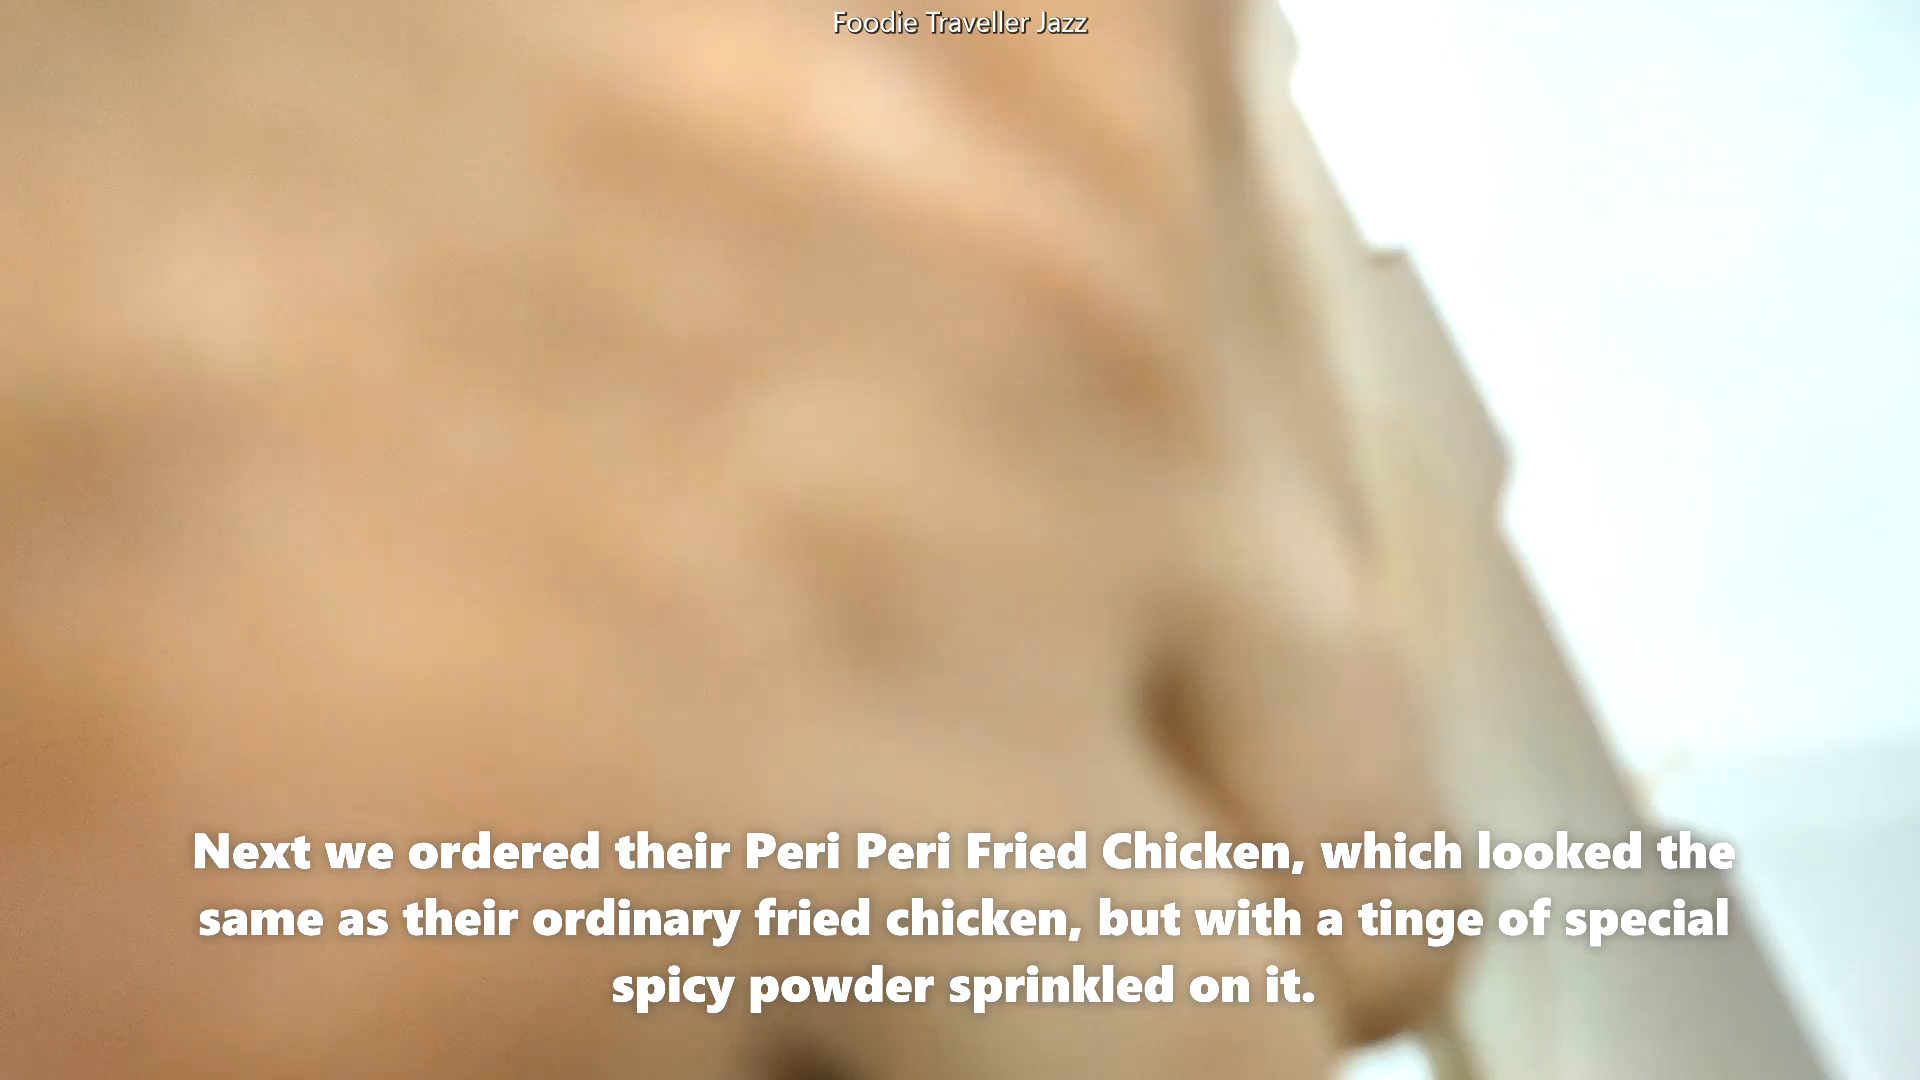 Foodie Traveller Jazz
Next we ordered their Peri Peri Fried Chicken, which looked the
same as their ordinary fried chicken, but with a tinge of special
spicy powder sprinkled on it.